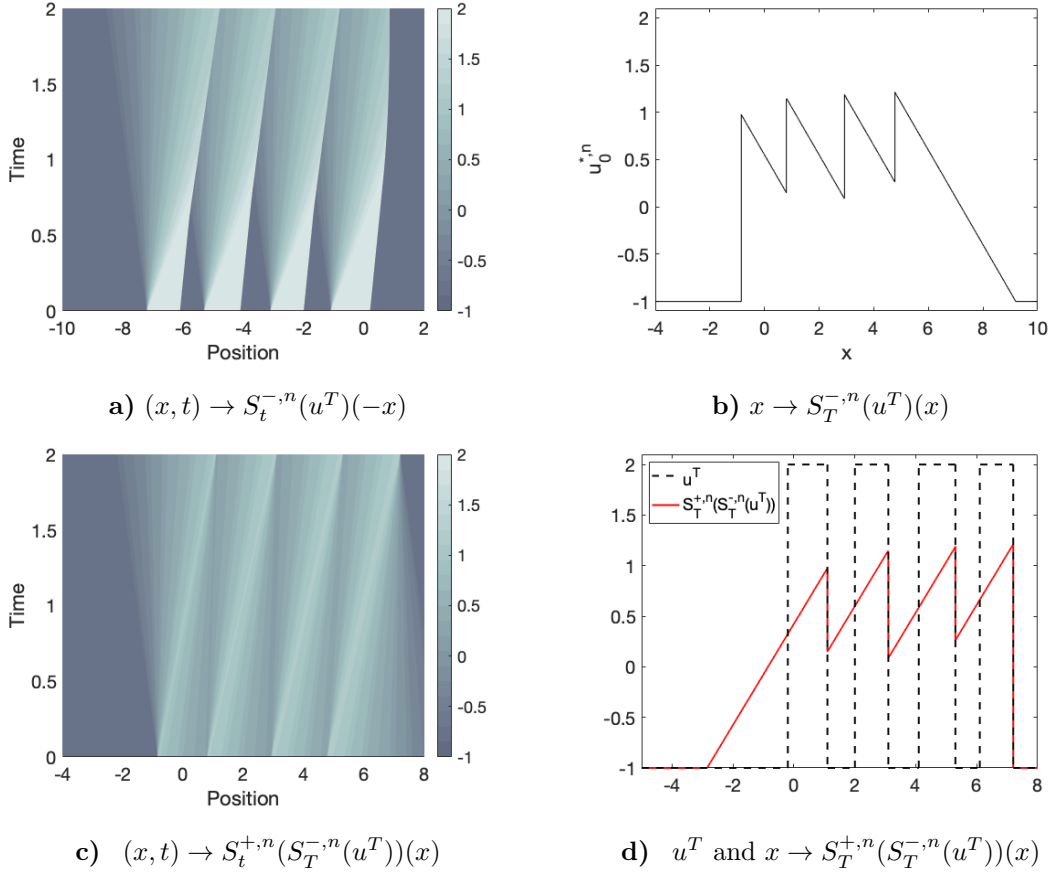 2
1.5
1
0.5
0
Time
-10 -8 -6 -4 -2 0 2
Position
2
1.5
1
0.5
0
-0.5
-1
2
1.5
1
0.5
0
-0.5
-1
u_0^{*,n}
-4 -2 0 2 4 6 8 10
x
a) (x, t) → S_t^{-,n}(u^T)(-x)
b) x → S_T^{-,n}(u^T)(x)
2
1.5
1
0.5
0
Time
-4 -2 0 2 4 6 8
Position
2
1.5
1
0.5
0
-0.5
-1
2
1.5
1
0.5
0
-0.5
-1
u^T
S_T^{+,n}(S_T^{-,n}(u^T))
-4 -2 0 2 4 6 8
c) (x, t) → S_t^{+,n}(S_T^{-,n}(u^T))(x)
d) u^T and x → S_T^{+,n}(S_T^{-,n}(u^T))(x)